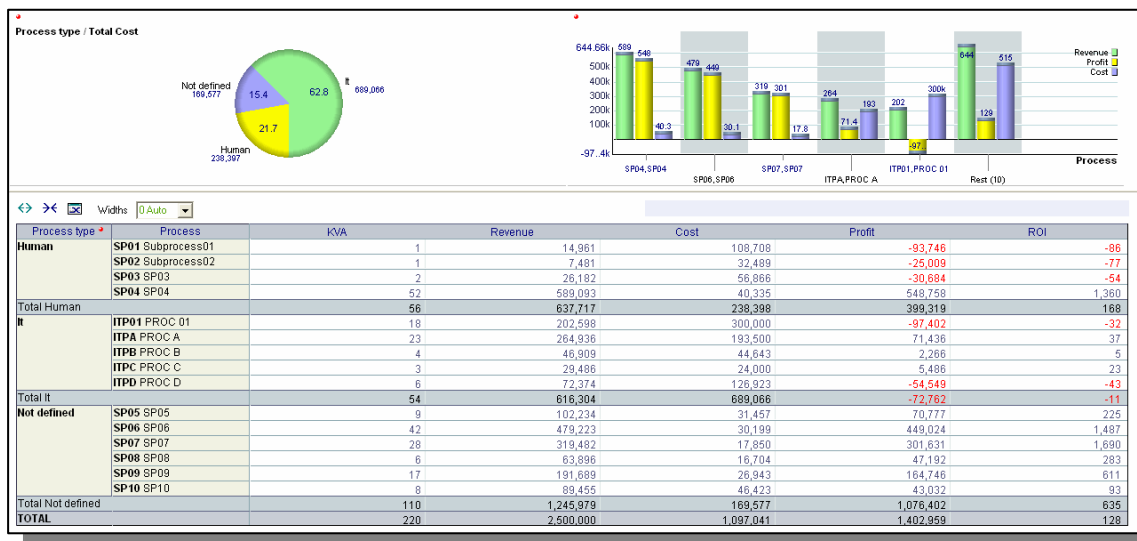 Process type / Total Cost
Not defined
169,577
15.4
62.8
It
689,066
21.7
Human
238,397
644.66k
500k
400k
300k
200k
100k
-97..4k
589 548 40.3
479 449 30.1
319 301 17.8
264 71.4 193
202 -97.. 300k
644 129 515
Revenue
Profit
Cost
Process
SP04,SP04
SP06,SP06
SP07,SP07
ITPA,PROC A
ITP01,PROC 01
Rest (10)
Widths 0 Auto
Process type Process KVA Revenue Cost Profit ROI
Human SP01 Subprocess01 1 14,961 108,708 -93,746 -86
SP02 Subprocess02 1 7,481 32,489 -25,009 -77
SP03 SP03 2 26,182 56,866 -30,684 -54
SP04 SP04 52 589,093 40,335 548,758 1,360
Total Human 56 637,717 238,398 399,319 168
It ITP01 PROC 01 18 202,598 300,000 -97,402 -32
ITPA PROC A 23 264,936 193,500 71,436 37
ITPB PROC B 4 46,909 44,643 2,266 5
ITPC PROC C 3 29,486 24,000 5,486 23
ITPD PROC D 6 72,374 126,923 -54,549 -43
Total It 54 616,304 689,066 -72,762 -11
Not defined SP05 SP05 9 102,234 31,457 70,777 225
SP06 SP06 42 479,223 30,199 449,024 1,487
SP07 SP07 28 319,482 17,850 301,631 1,690
SP08 SP08 6 63,896 16,704 47,192 283
SP09 SP09 17 191,689 26,943 164,746 611
SP10 SP10 8 89,455 46,423 43,032 93
Total Not defined 110 1,245,979 169,577 1,076,402 635
TOTAL 220 2,500,000 1,097,041 1,402,959 128